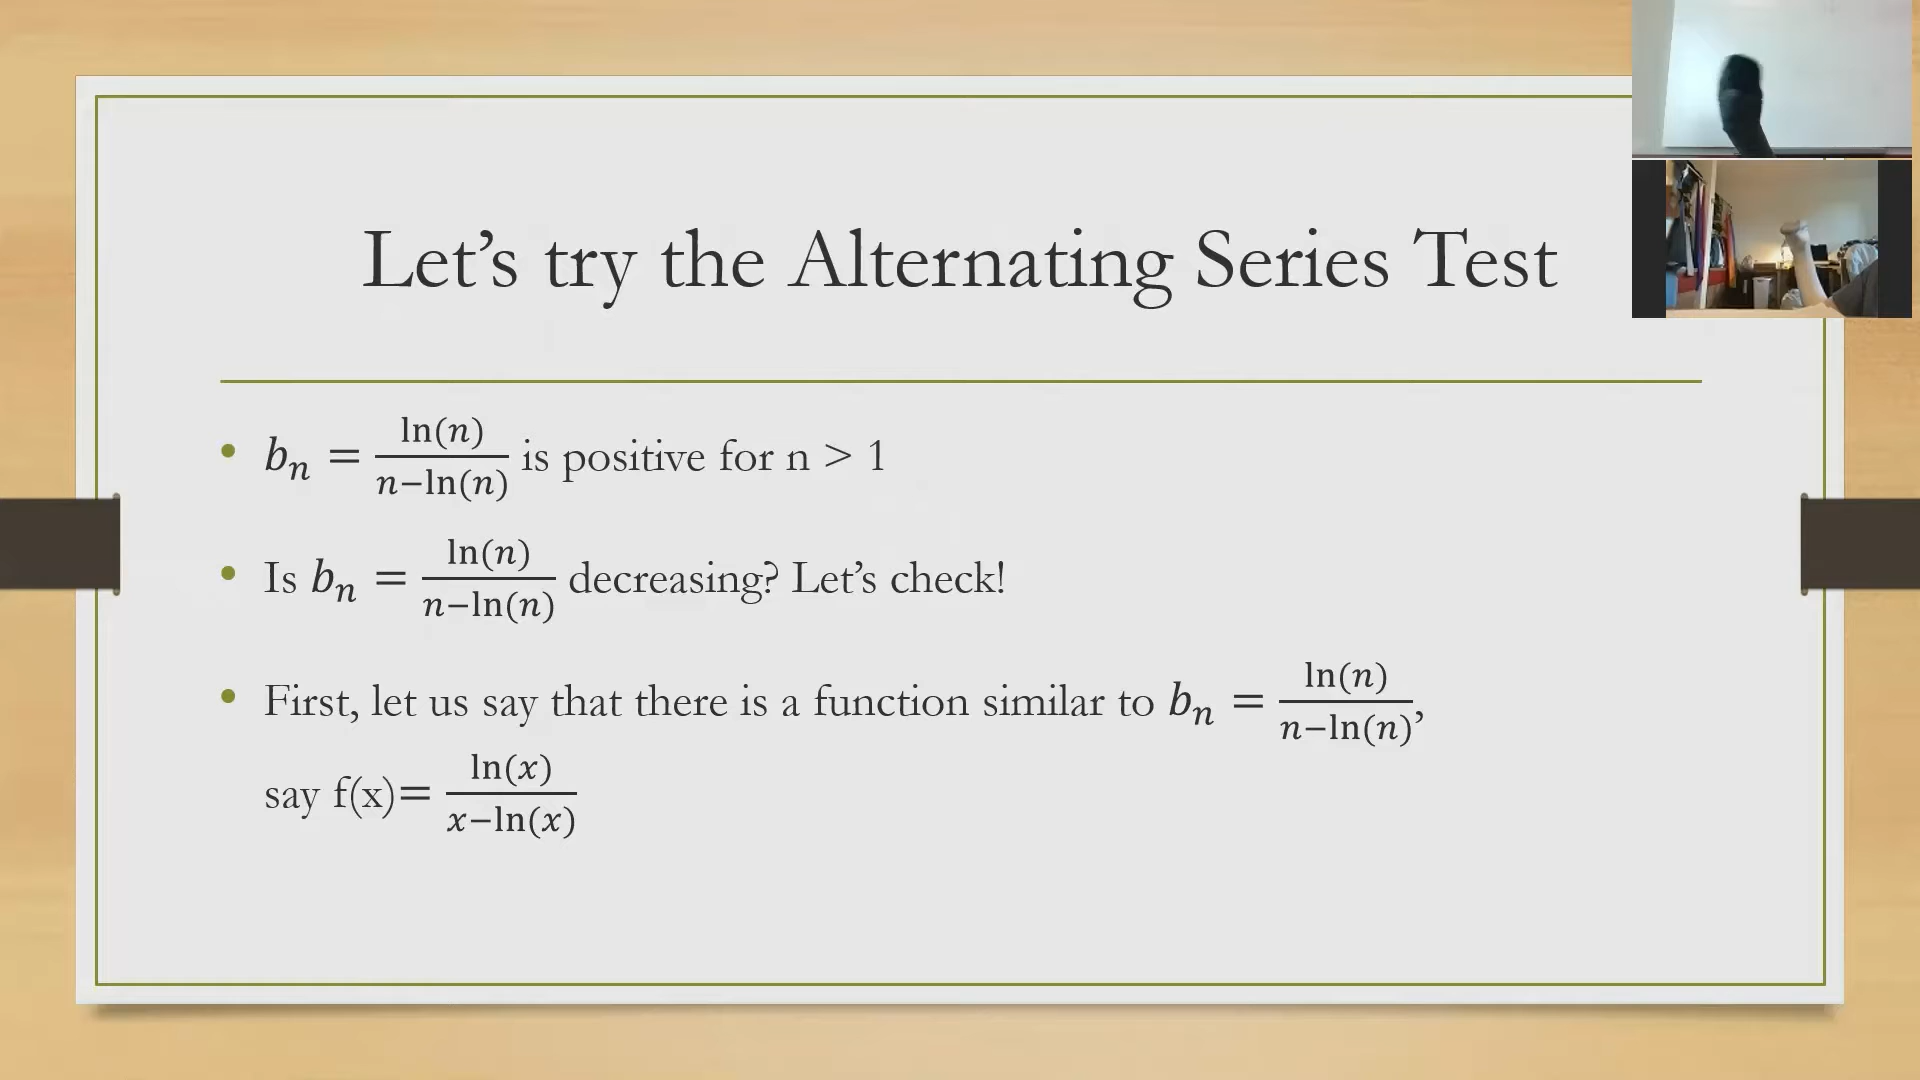 Let’s try the Alternating Series Test
• bₙ = ln(n)/(n−ln(n)) is positive for n > 1
• Is bₙ = ln(n)/(n−ln(n)) decreasing? Let’s check!
• First, let us say that there is a function similar to bₙ = ln(n)/(n−ln(n)),
say f(x)= ln(x)/(x−ln(x))